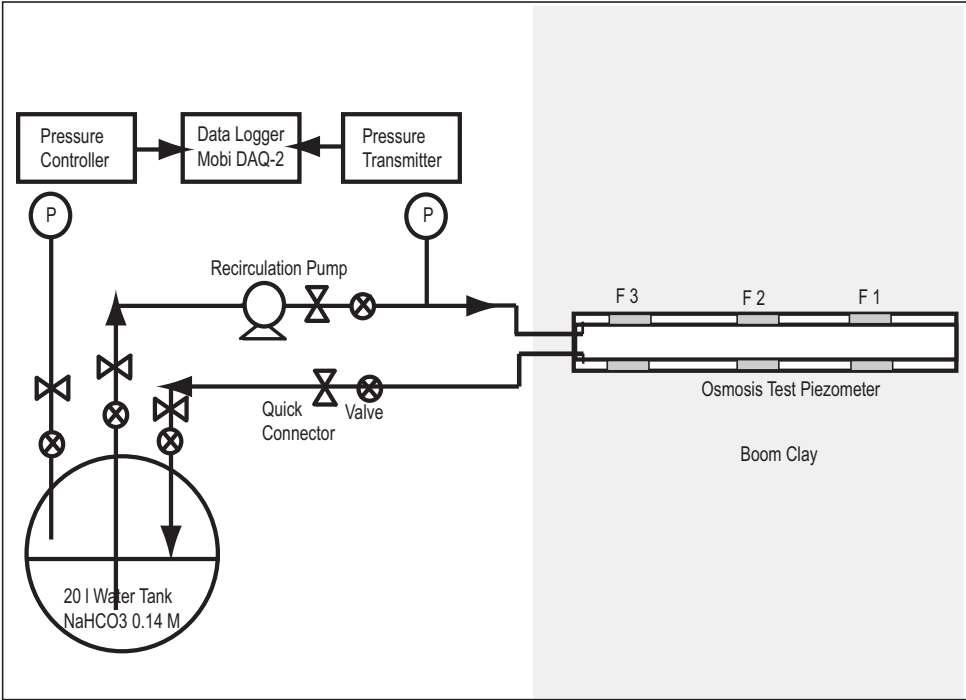 Pressure
Controller
Data Logger
Mobi DAQ-2
Pressure
Transmitter
P
P
Recirculation Pump
F 3
F 2
F 1
Osmosis Test Piezometer
Quick
Connector
Valve
Boom Clay
20 l Water Tank
NaHCO3 0.14 M